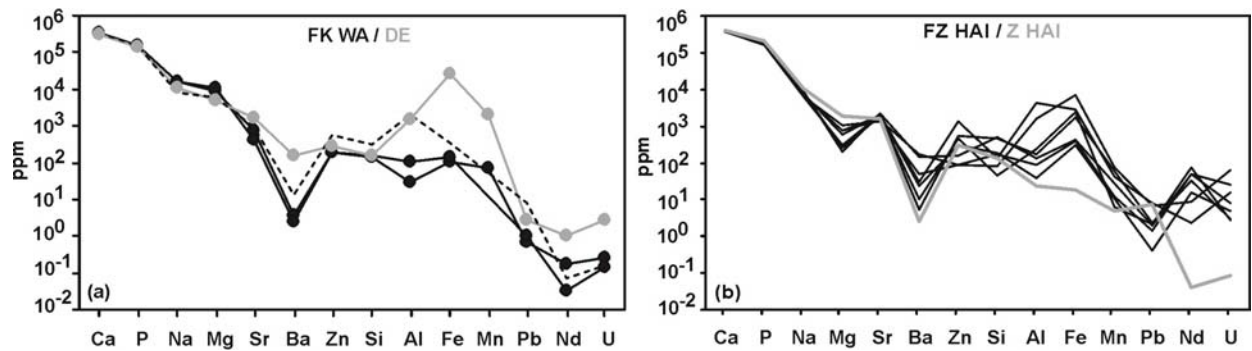 10⁶
10⁵
10⁴
10³
10²
10¹
10⁰
10⁻¹
10⁻²
ppm
FK WA / DE
(a)
Ca P Na Mg Sr Ba Zn Si Al Fe Mn Pb Nd U
10⁶
10⁵
10⁴
10³
10²
10¹
10⁰
10⁻¹
10⁻²
ppm
FZ HAI / Z HAI
(b)
Ca P Na Mg Sr Ba Zn Si Al Fe Mn Pb Nd U